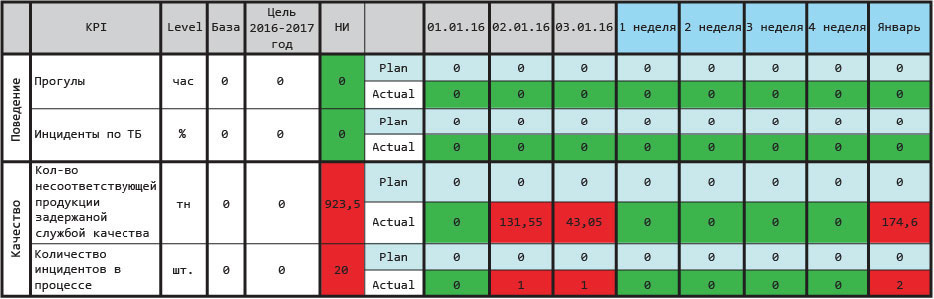 KPI Level База Цель 2016-2017 год НИ 01.01.16 02.01.16 03.01.16 1 неделя 2 неделя 3 неделя 4 неделя Январь
Поведение
Прогулы час 0 0 0 Plan 0 0 0 0 0 0 0 0
Actual 0 0 0 0 0 0 0 0
Инциденты по ТБ % 0 0 0 Plan 0 0 0 0 0 0 0 0
Actual 0 0 0 0 0 0 0 0
Качество
Кол-во
несоответствующей
продукции
задержаной
службой качества
тн 0 0 923,5 Plan 0 0 0 0 0 0 0 0
Actual 0 131,55 43,05 0 0 0 0 174,6
Количество
инцидентов в
процессе
шт. 0 0 20 Plan 0 0 0 0 0 0 0 0
Actual 0 1 1 0 0 0 0 2